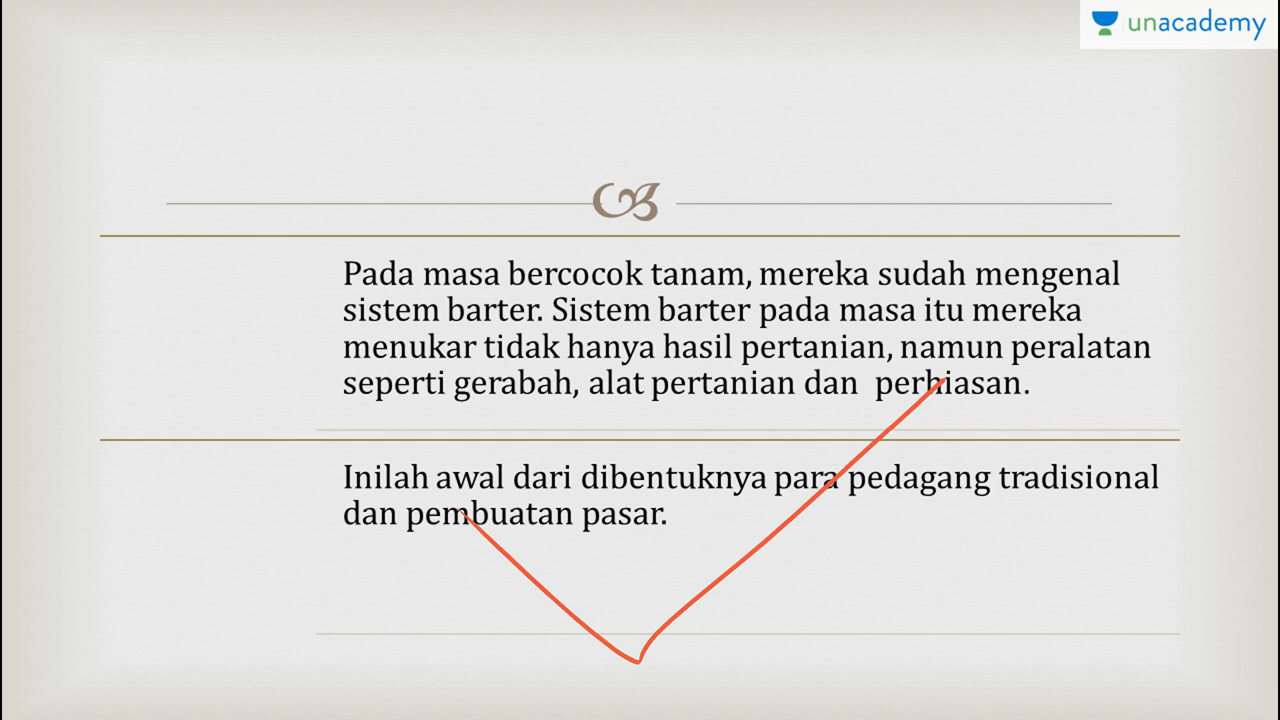 unacademy
Pada masa bercocok tanam, mereka sudah mengenal
sistem barter. Sistem barter pada masa itu mereka
menukar tidak hanya hasil pertanian, namun peralatan
seperti gerabah, alat pertanian dan perhiasan.
Inilah awal dari dibentuknya para pedagang tradisional
dan pembuatan pasar.